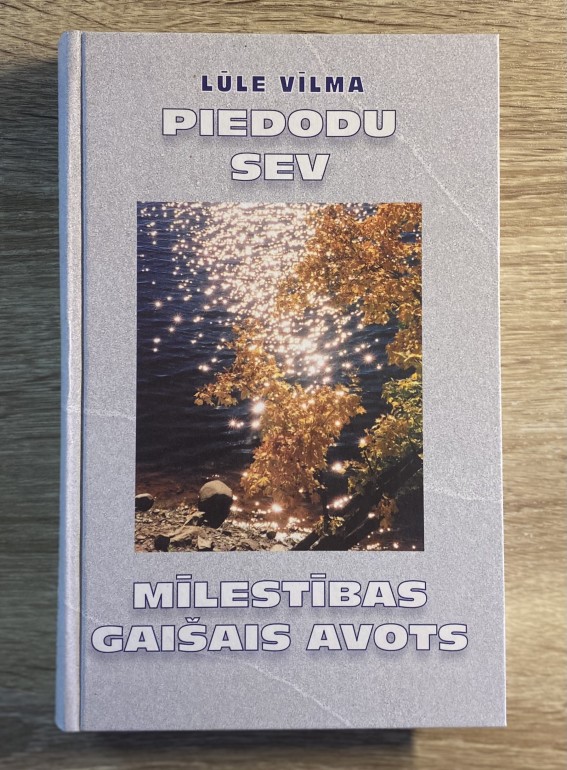 LŪLE VĪLMA
PIEDODU
SEV
MĪLESTĪBAS
GAIŠAIS AVOTS